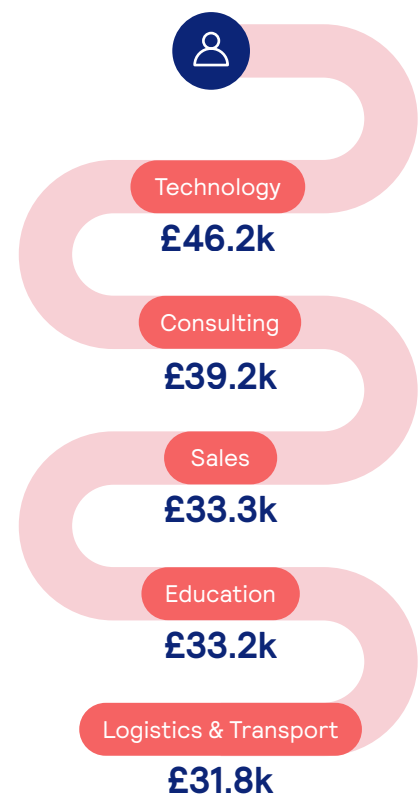 Technology
£46.2k
Consulting
£39.2k
Sales
£33.3k
Education
£33.2k
Logistics & Transport
£31.8k